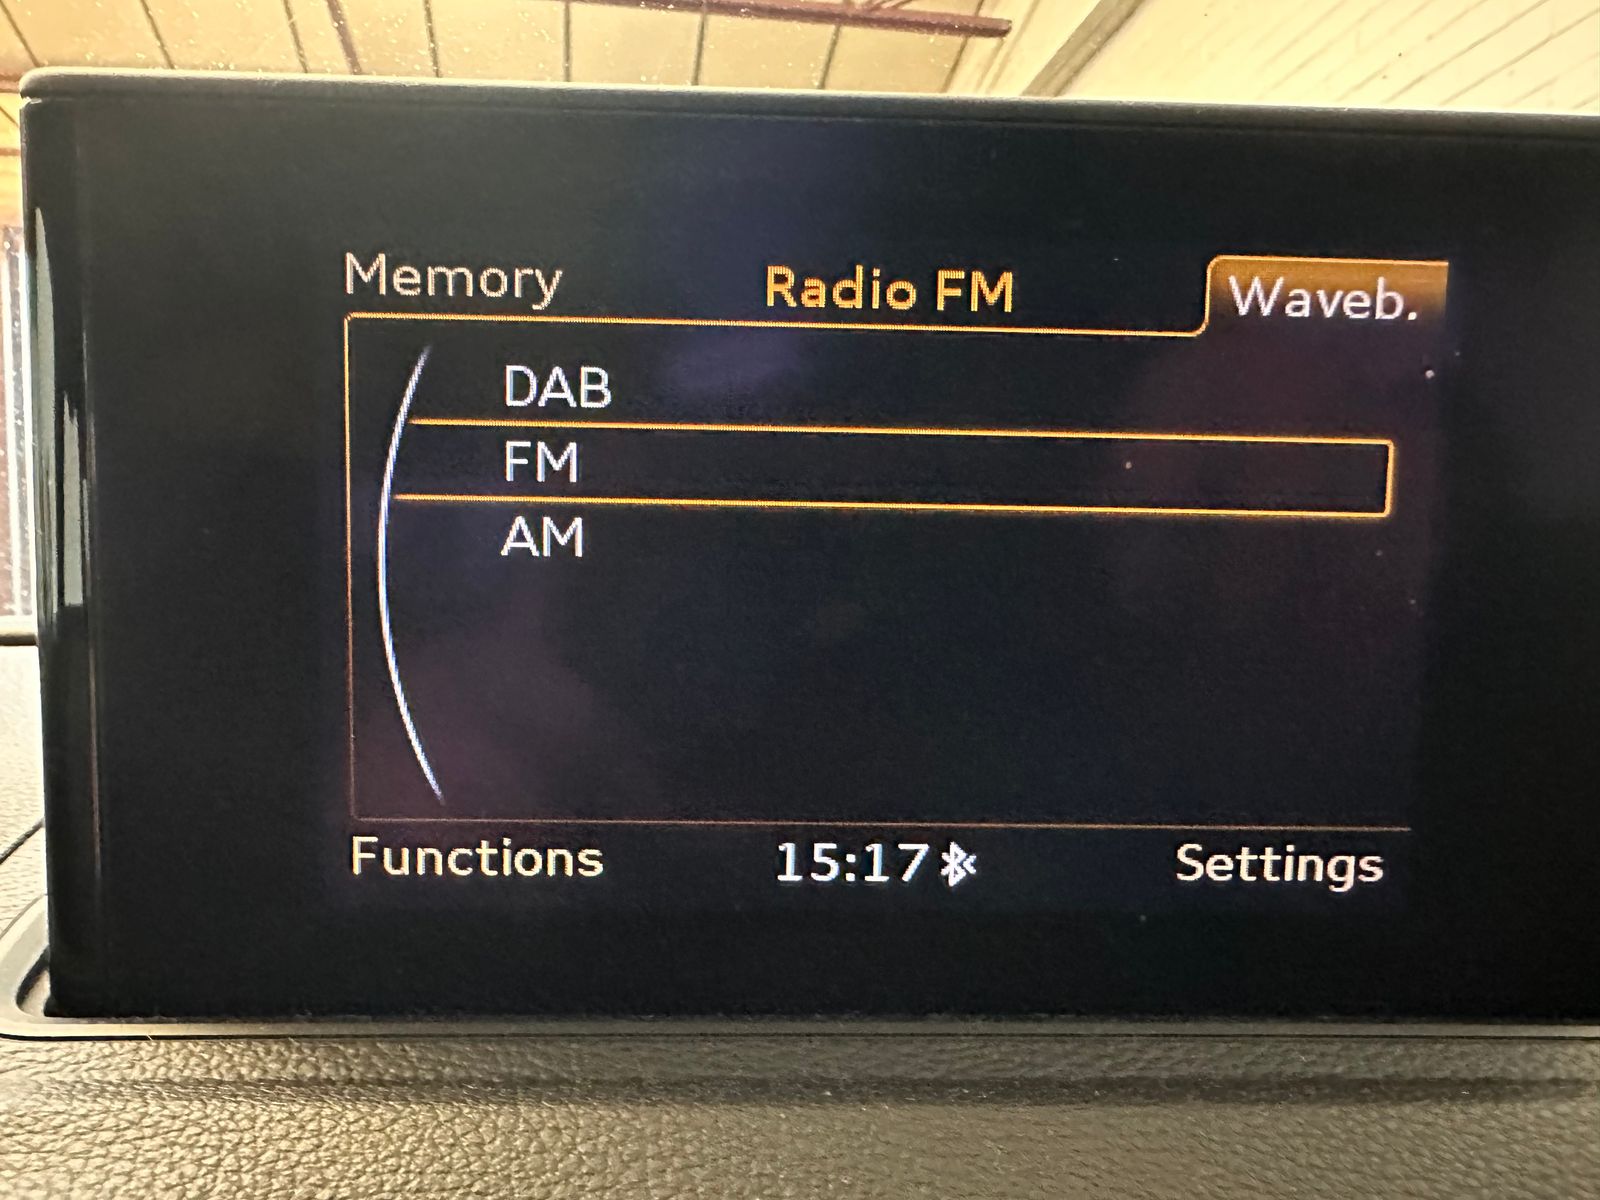 Memory Radio FM Waveb.
DAB
FM
AM
Functions 15:17 Settings